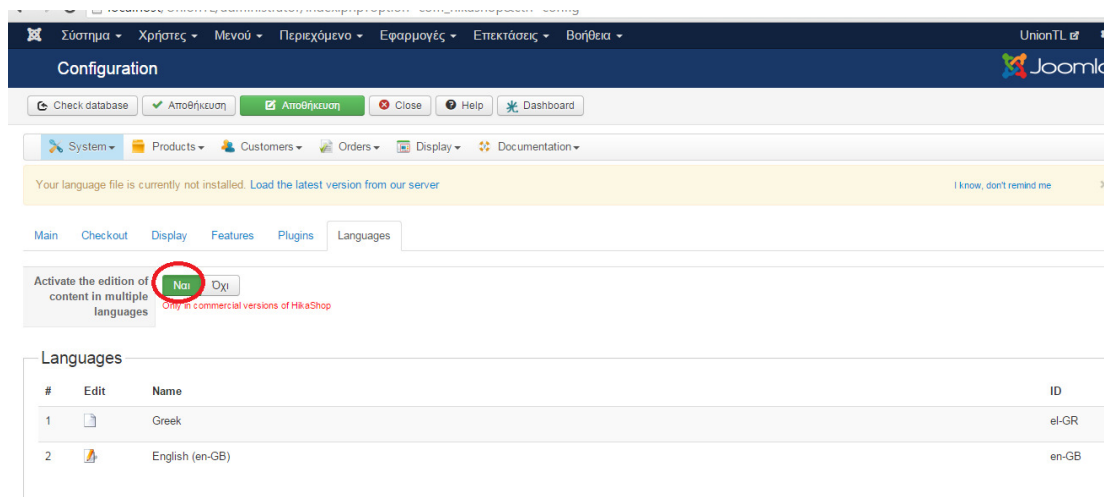 Σύστημα Χρήστες Μενού Περιεχόμενο Εφαρμογές Επεκτάσεις Βοήθεια UnionTL
Configuration
Check database Αποθήκευση Αποθήκευση Close Help Dashboard
System Products Customers Orders Display Documentation
Your language file is currently not installed. Load the latest version from our server I know, don't remind me
Main Checkout Display Features Plugins Languages
Activate the edition of
content in multiple
languages
Ναι Όχι
Only in commercial versions of HikaShop
Languages
# Edit Name ID
1 Greek el-GR
2 English (en-GB) en-GB